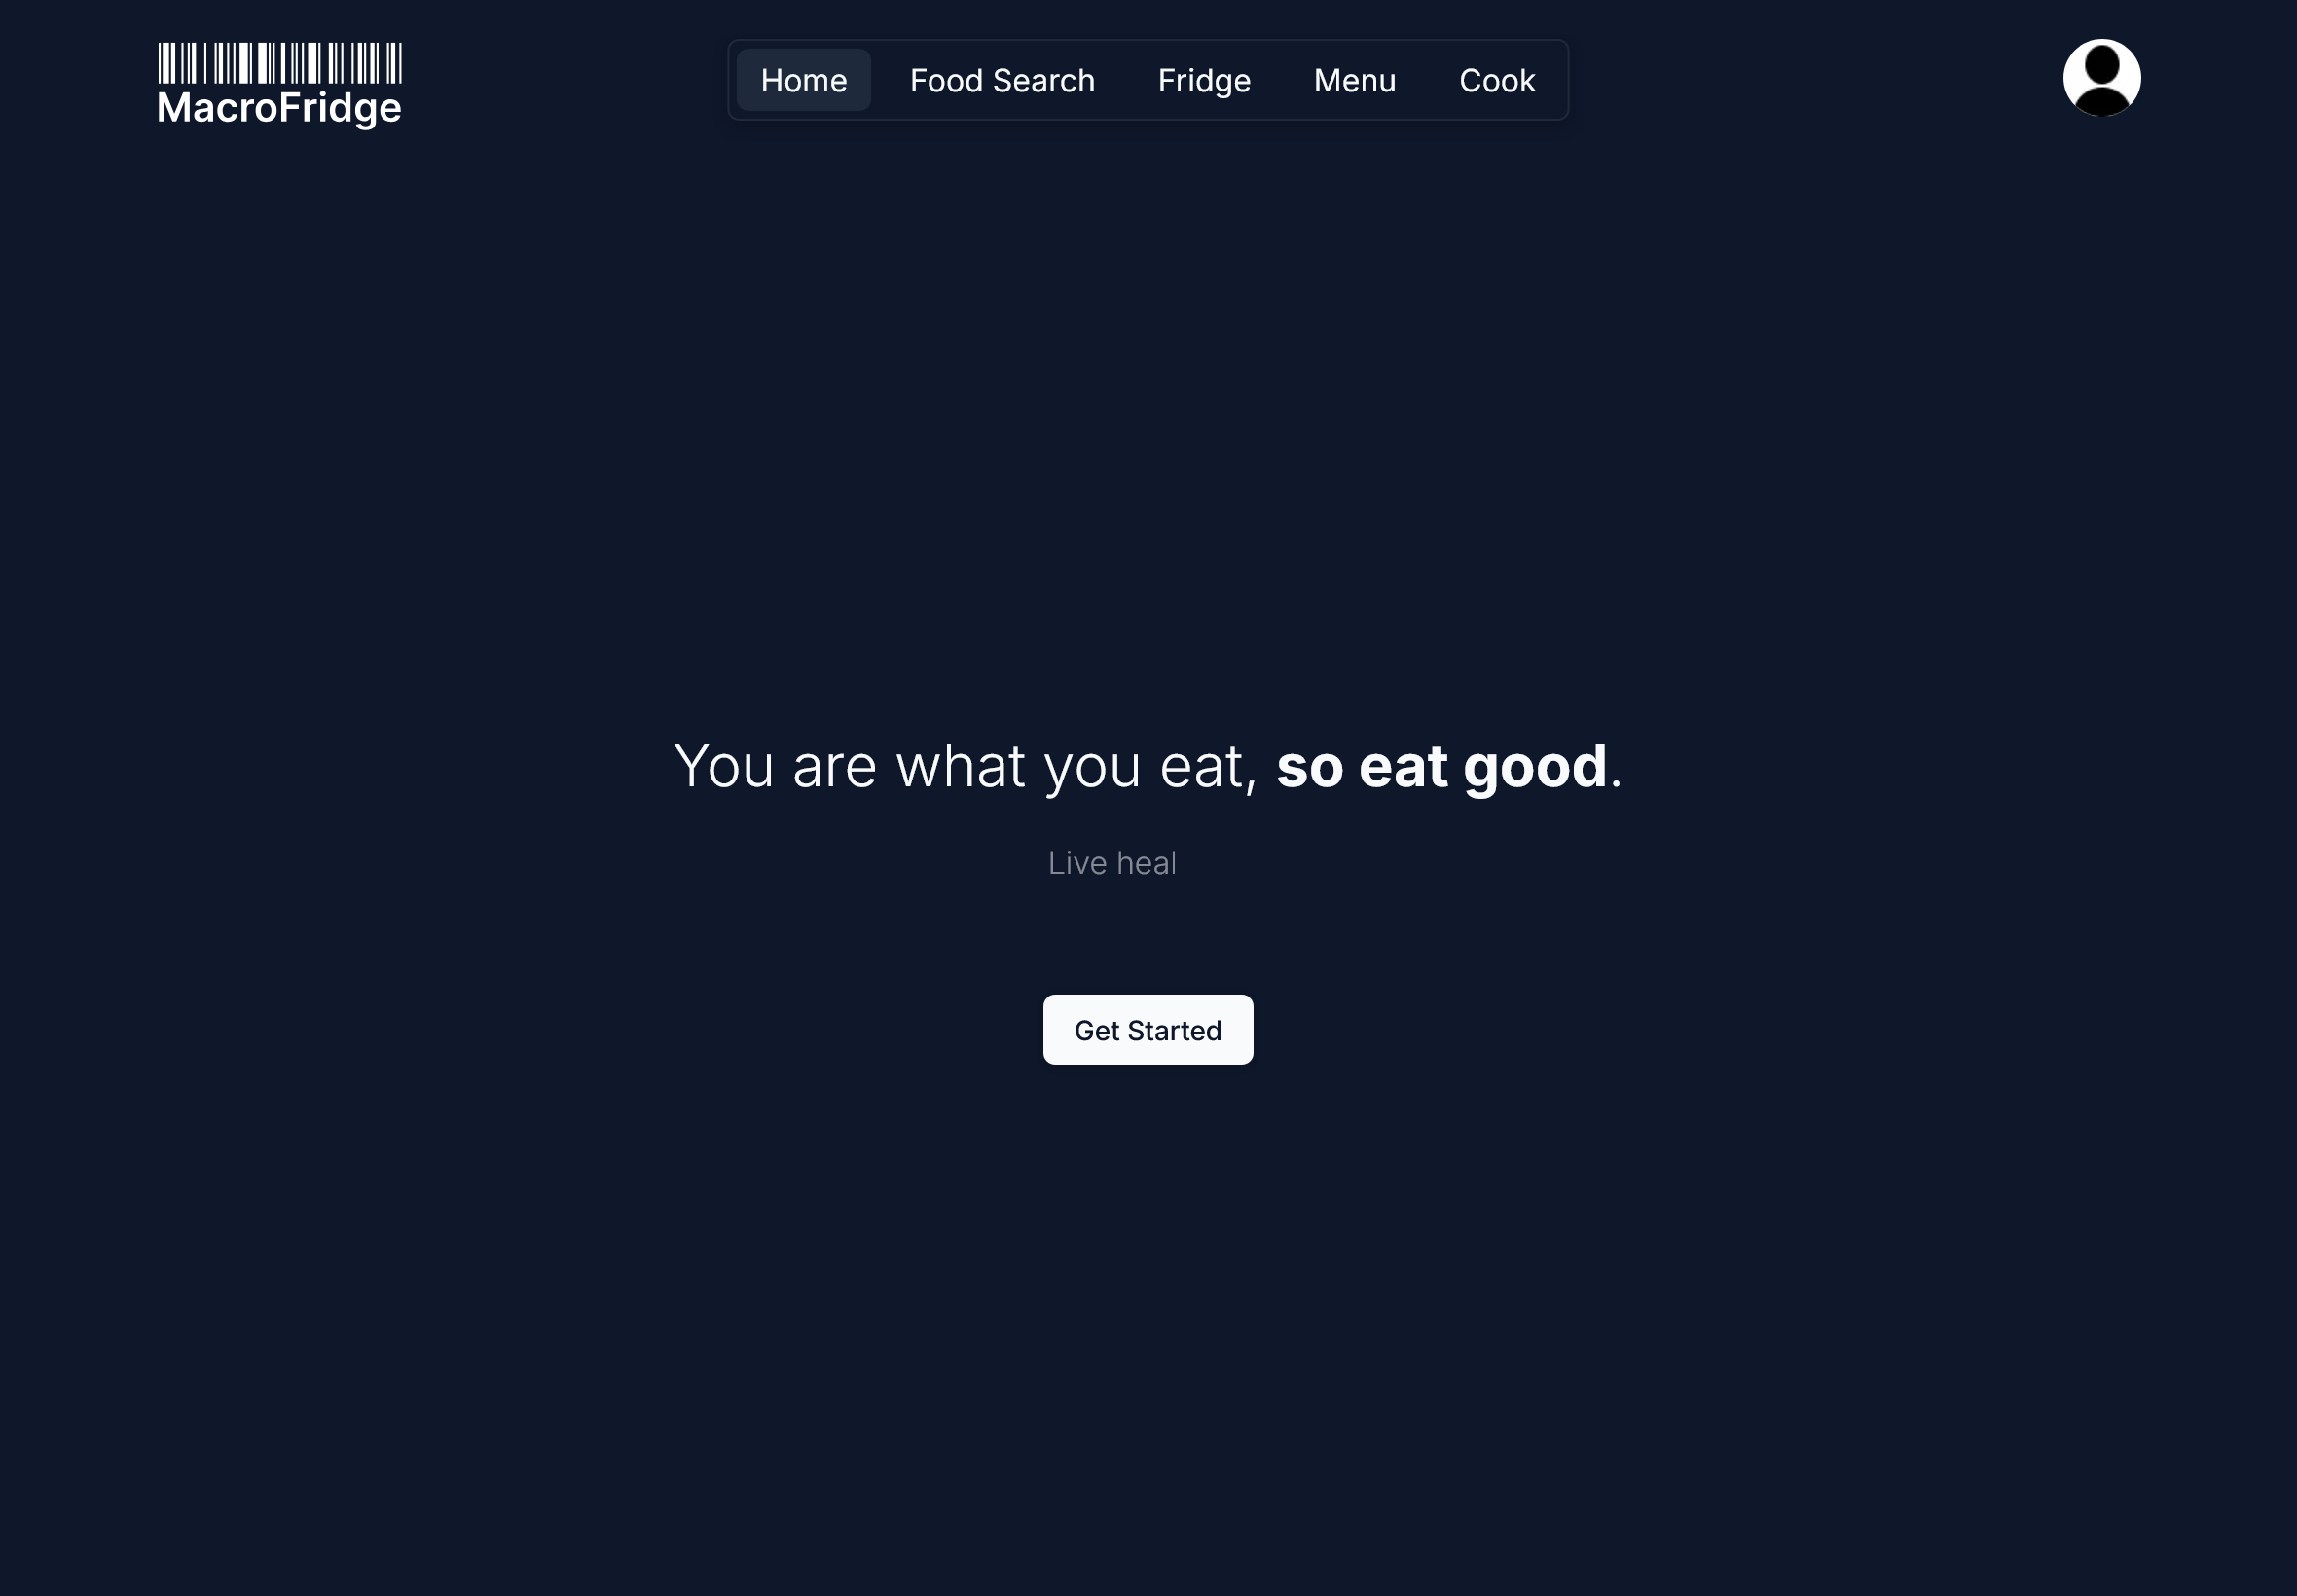 MacroFridge
Home Food Search Fridge Menu Cook
You are what you eat, so eat good.
Live heal
Get Started